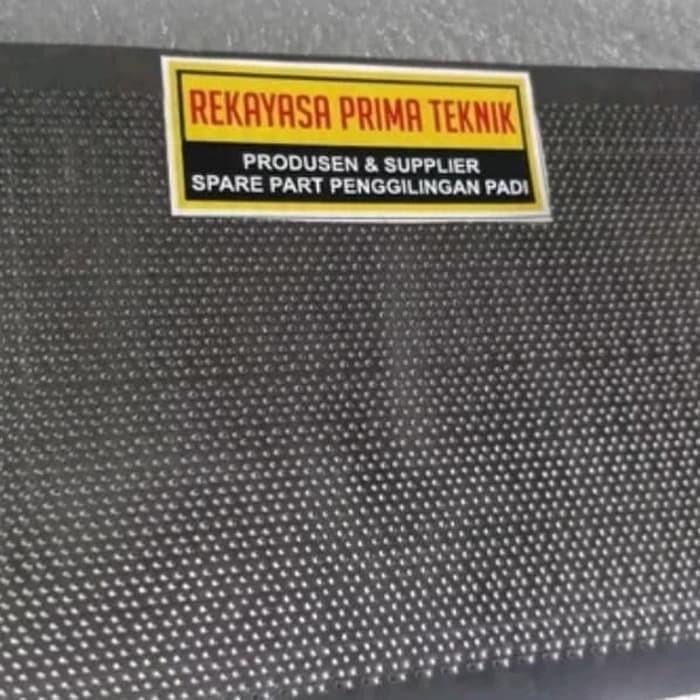 REKAYASA PRIMA TEKNIK
PRODUSEN & SUPPLIER
SPARE PART PENGGILINGAN PADI